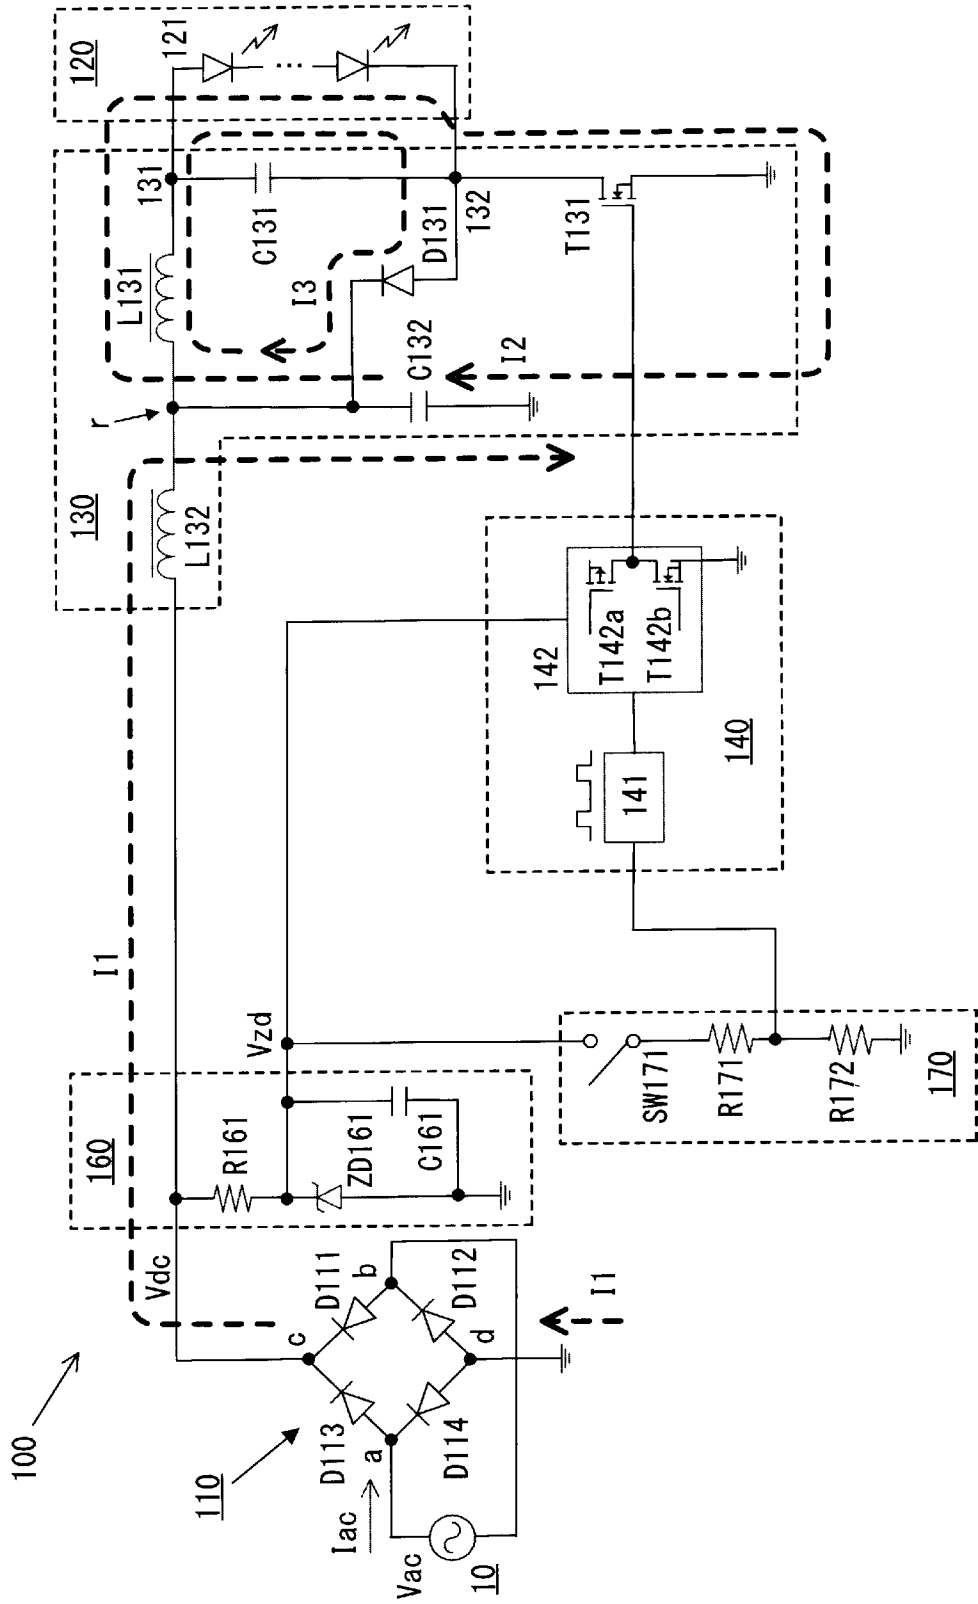 100
110
Iac
Vac
10
a
b
c
d
D113
D111
D114
D112
I1
Vdc
I1
160
R161
ZD161
C161
Vzd
SW171
R171
R172
170
141
140
142
T142a
T142b
130
L132
r
L131
131
C131
I3
D131
132
C132
I2
T131
120
121
...